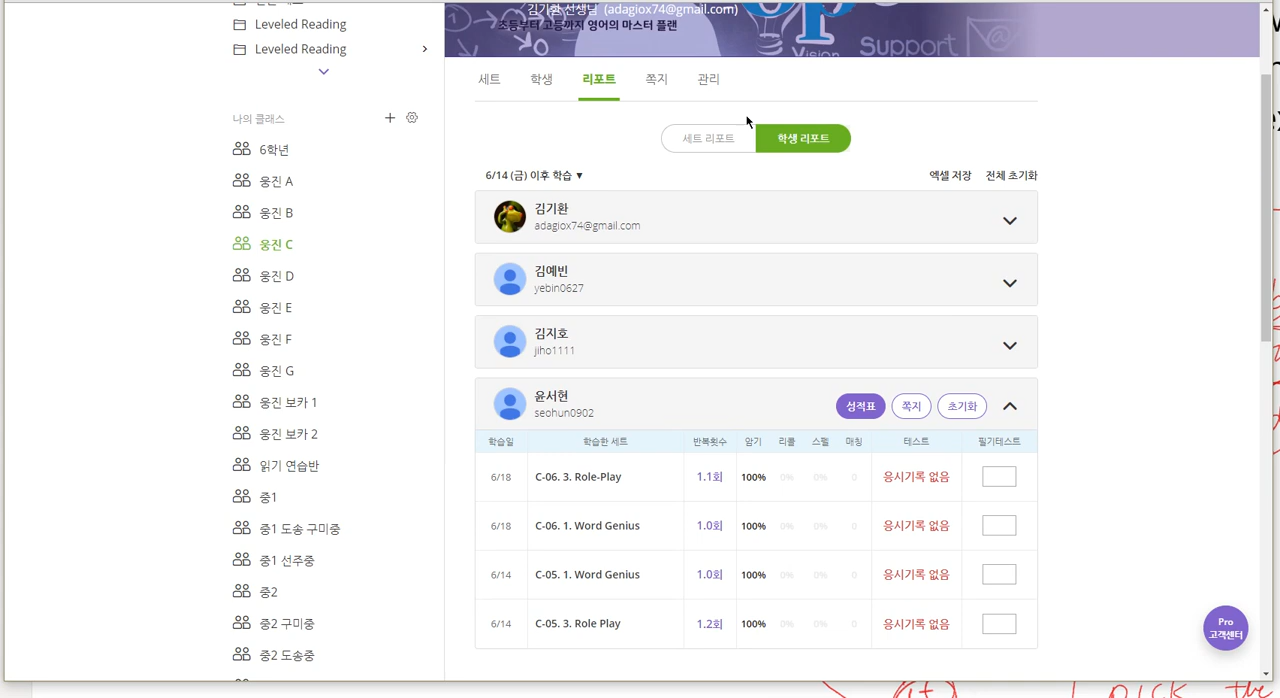 Leveled Reading
Leveled Reading
나의 클래스
6학년
웅진 A
웅진 B
웅진 C
웅진 D
웅진 E
웅진 F
웅진 G
웅진 보카 1
웅진 보카 2
읽기 연습반
중1
중1 도송 구미중
중1 선주중
중2
중2 구미중
중2 도송중
김기환 선생님 (adagiox74@gmail.com)
초등부터 고등까지 영어의 마스터 플랜
Vision
Support
세트 학생 리포트 쪽지 관리
세트 리포트 학생 리포트
6/14 (금) 이후 학습 ▼ 엑셀 저장 전체 초기화
김기환
adagiox74@gmail.com
김예빈
yebin0627
김지호
jiho1111
윤서현
seohun0902
성적표 쪽지 초기화
학습일 학습한 세트 반복횟수 암기 리콜 스펠 매칭 테스트 필기테스트
6/18 C-06. 3. Role-Play 1.1회 100% 0% 0% 0 응시기록 없음
6/18 C-06. 1. Word Genius 1.0회 100% 0% 0% 0 응시기록 없음
6/14 C-05. 1. Word Genius 1.0회 100% 0% 0% 0 응시기록 없음
6/14 C-05. 3. Role Play 1.2회 100% 0% 0% 0 응시기록 없음
Pro
고객센터
pick the